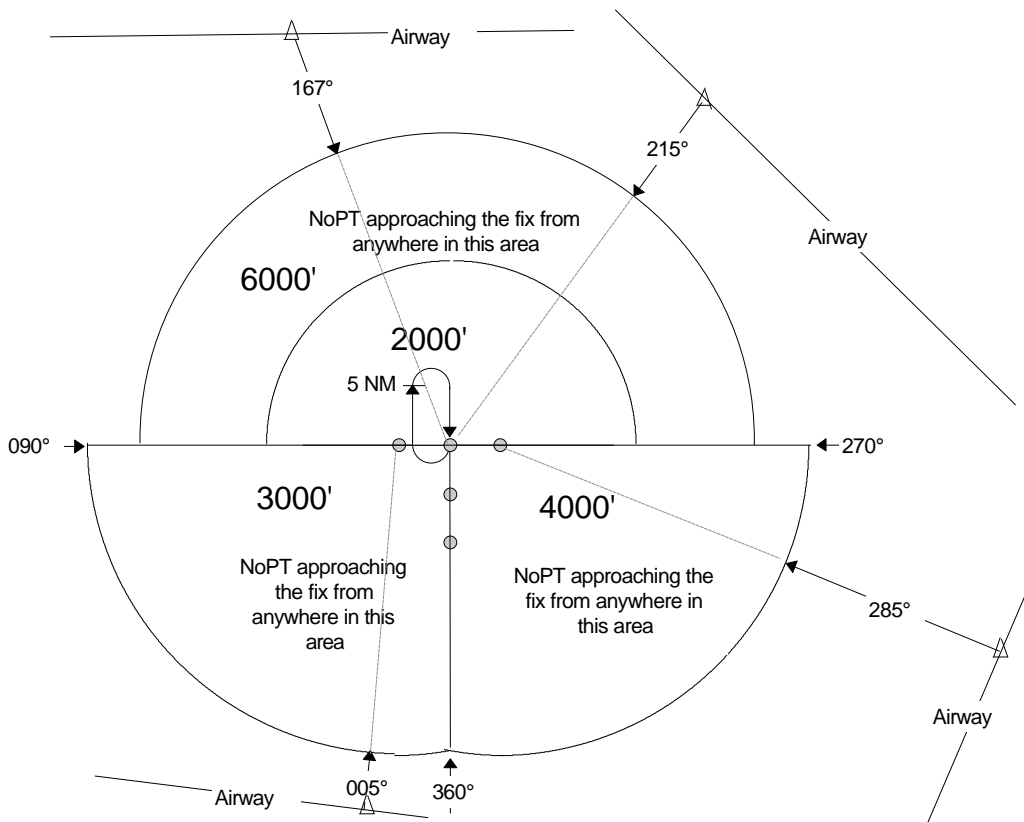 Airway
167°
215°
NoPT approaching the fix from
anywhere in this area
Airway
6000'
2000'
5 NM
090°
270°
3000'
4000'
NoPT approaching
the fix from
anywhere in this
area
NoPT approaching the
fix from anywhere in
this area
285°
Airway
005°
360°
Airway